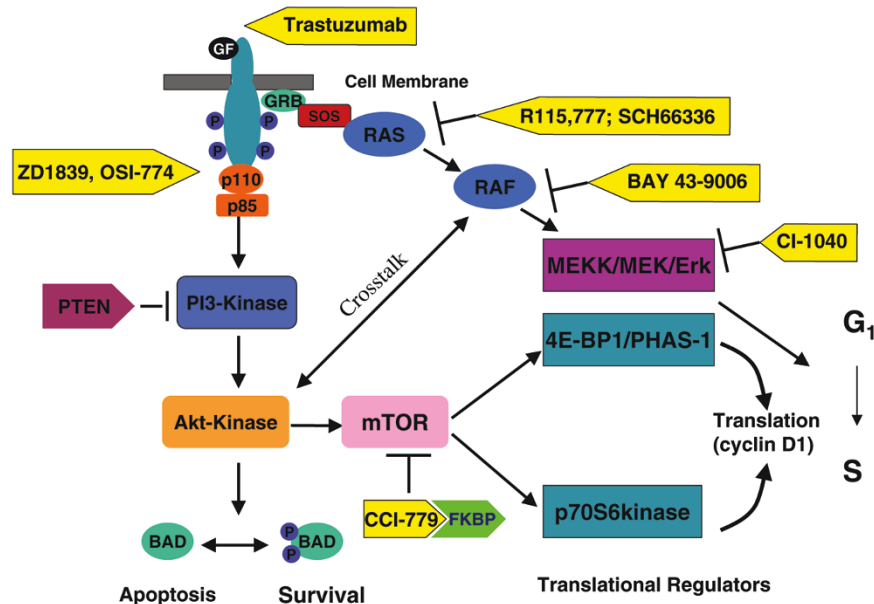 Trastuzumab
GF
Cell Membrane
GRB
SOS
RAS
R115,777; SCH66336
P
P
P
P
ZD1839, OSI-774
p110
p85
RAF
BAY 43-9006
CI-1040
MEKK/MEK/Erk
Crosstalk
PTEN
PI3-Kinase
4E-BP1/PHAS-1
G1
Akt-Kinase
mTOR
Translation
(cyclin D1)
S
CCI-779
FKBP
p70S6kinase
BAD
P
P
BAD
Apoptosis
Survival
Translational Regulators